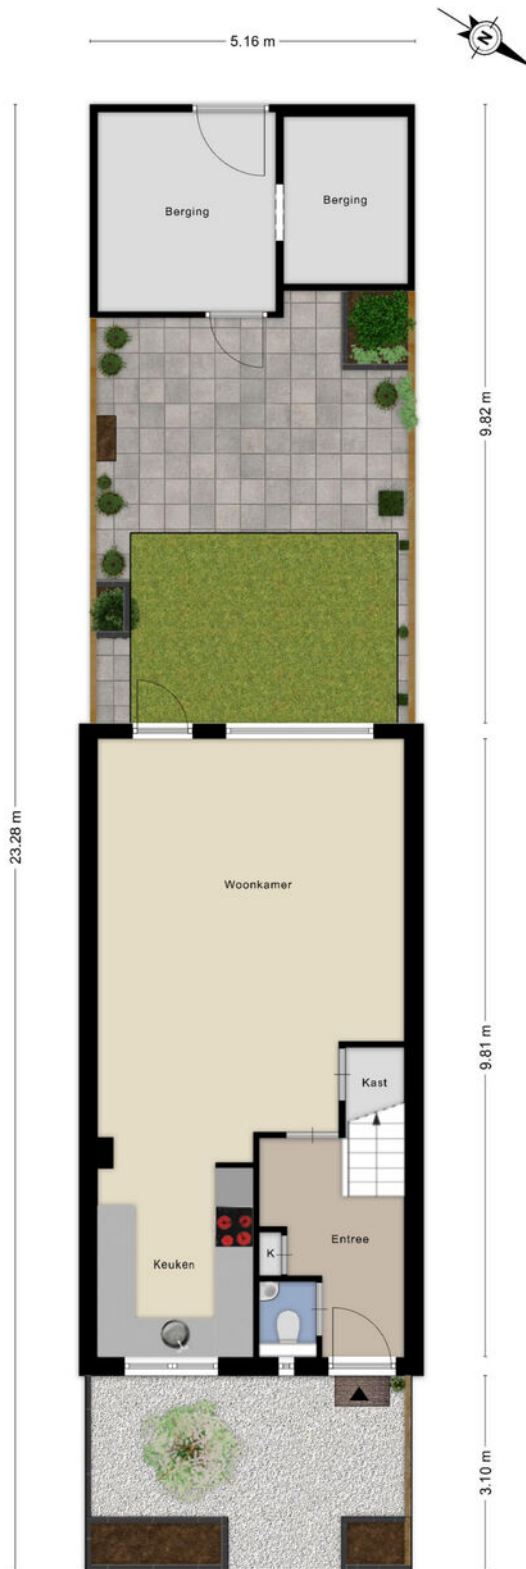 5.16 m
N
Berging
Berging
9.82 m
23.28 m
Woonkamer
9.81 m
Kast
Entree
K
Keuken
3.10 m